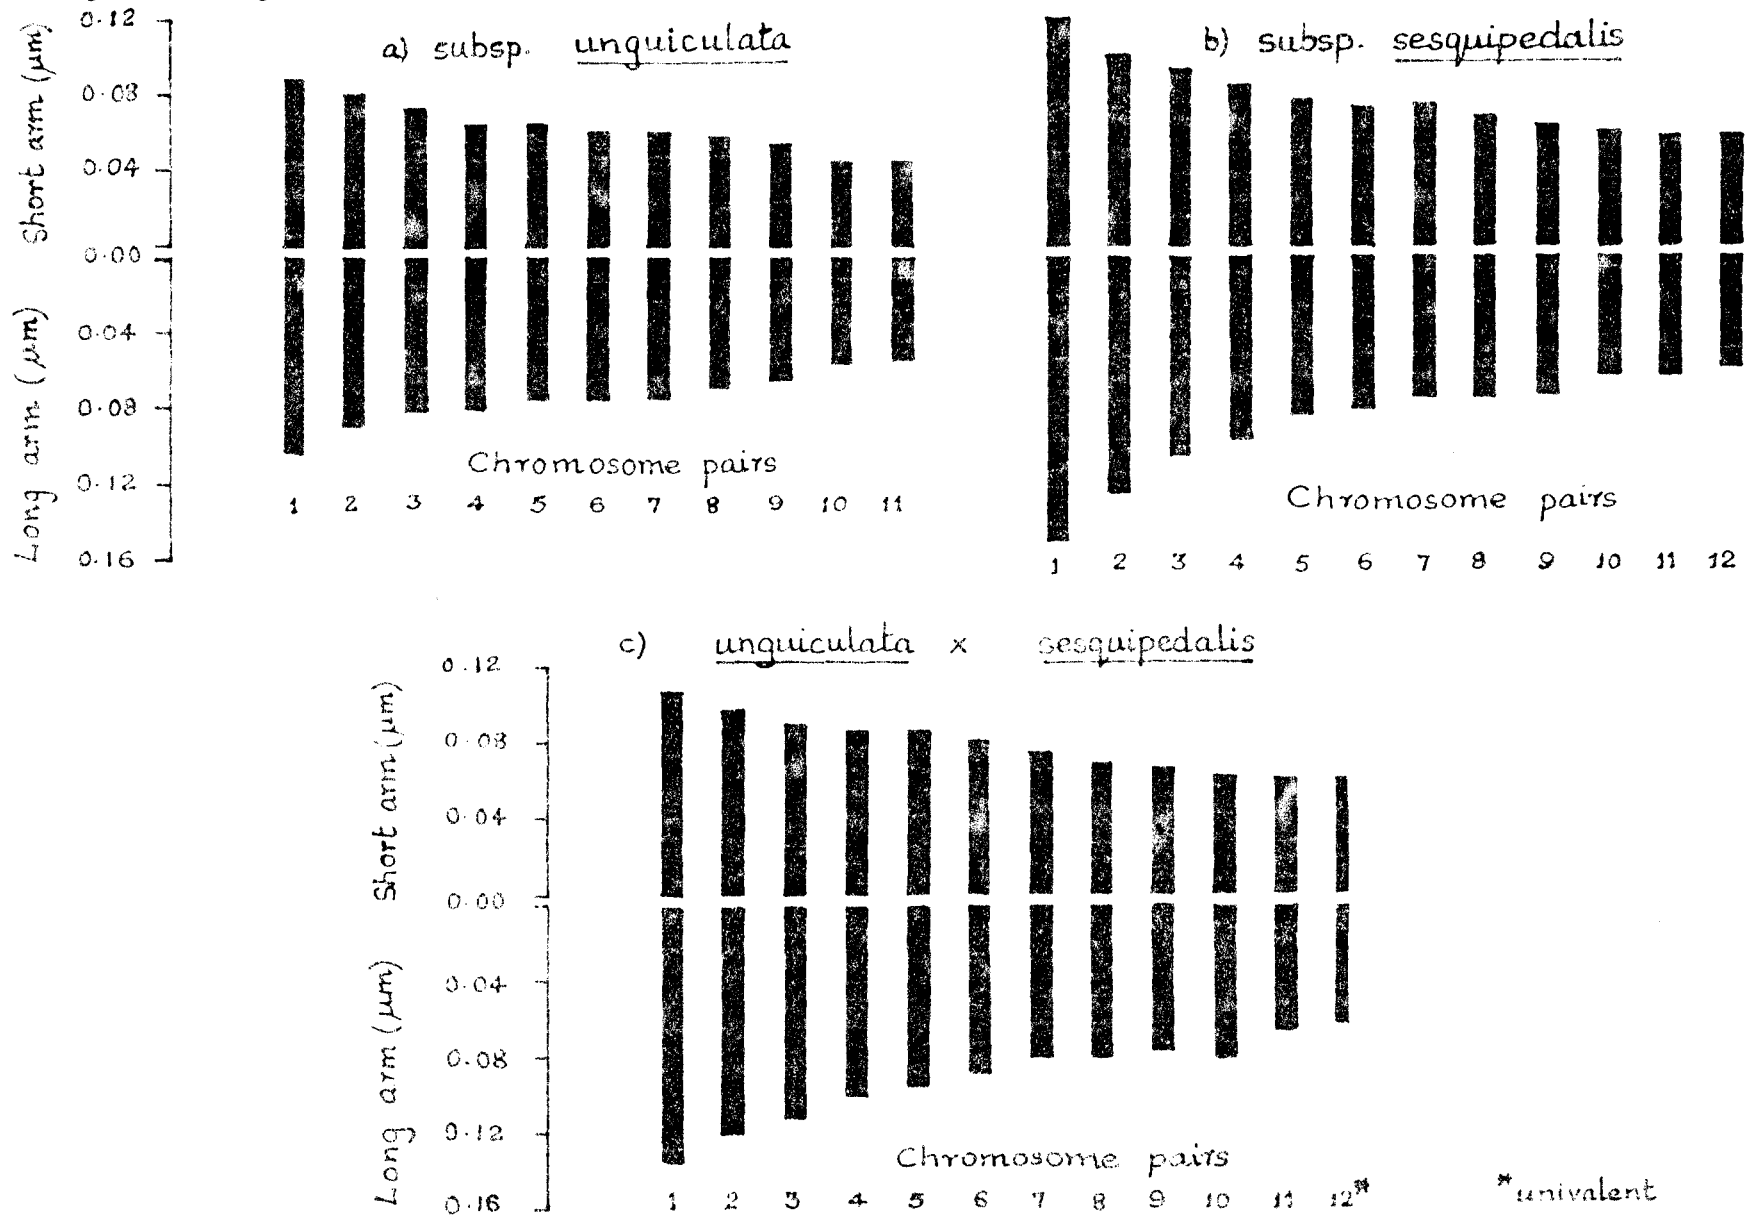 a) subsp. unguiculata
Short arm (μm)
0.12
0.08
0.04
0.00
Long arm (μm)
0.04
0.08
0.12
0.16
Chromosome pairs
1 2 3 4 5 6 7 8 9 10 11
b) subsp. sesquipedalis
Chromosome pairs
1 2 3 4 5 6 7 8 9 10 11 12
c) unguiculata x sesquipedalis
Short arm (μm)
0.12
0.08
0.04
0.00
Long arm (μm)
0.04
0.08
0.12
0.16
Chromosome pairs
1 2 3 4 5 6 7 8 9 10 11 12*
*univalent